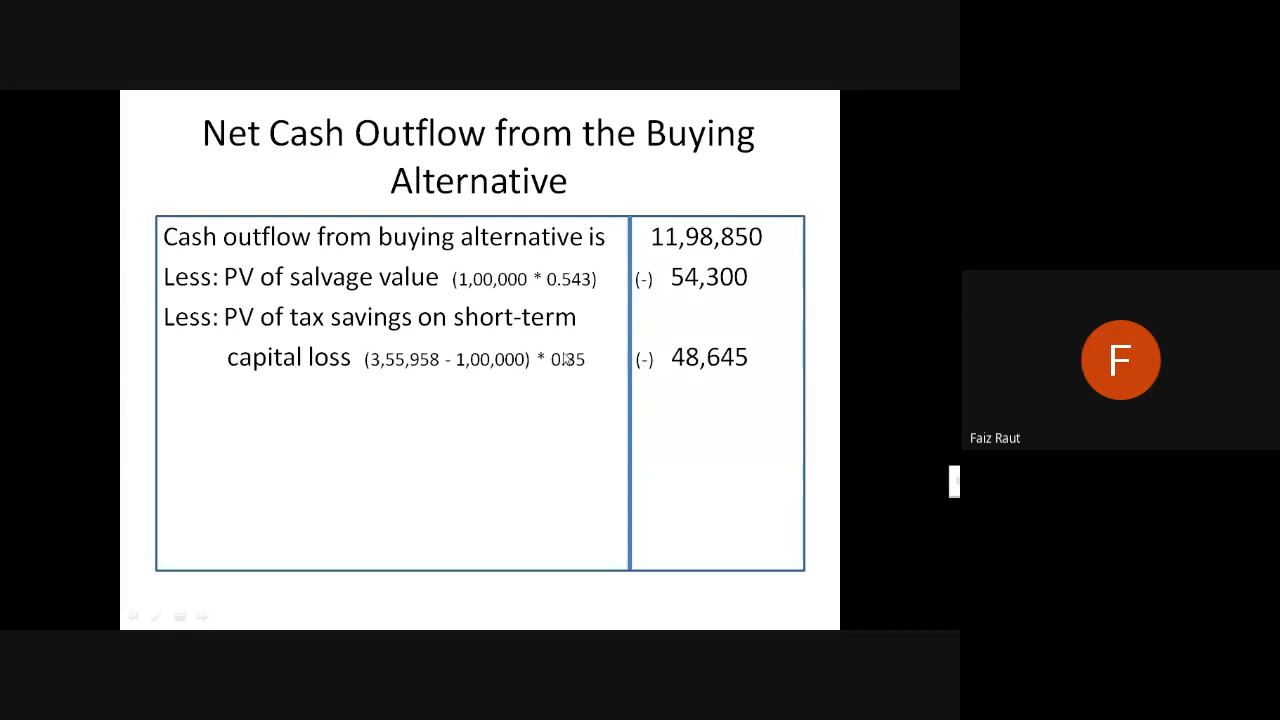 Net Cash Outflow from the Buying
Alternative
Cash outflow from buying alternative is 11,98,850
Less: PV of salvage value (1,00,000 * 0.543) (-) 54,300
Less: PV of tax savings on short-term
capital loss (3,55,958 - 1,00,000) * 0.35 (-) 48,645
F
Faiz Raut